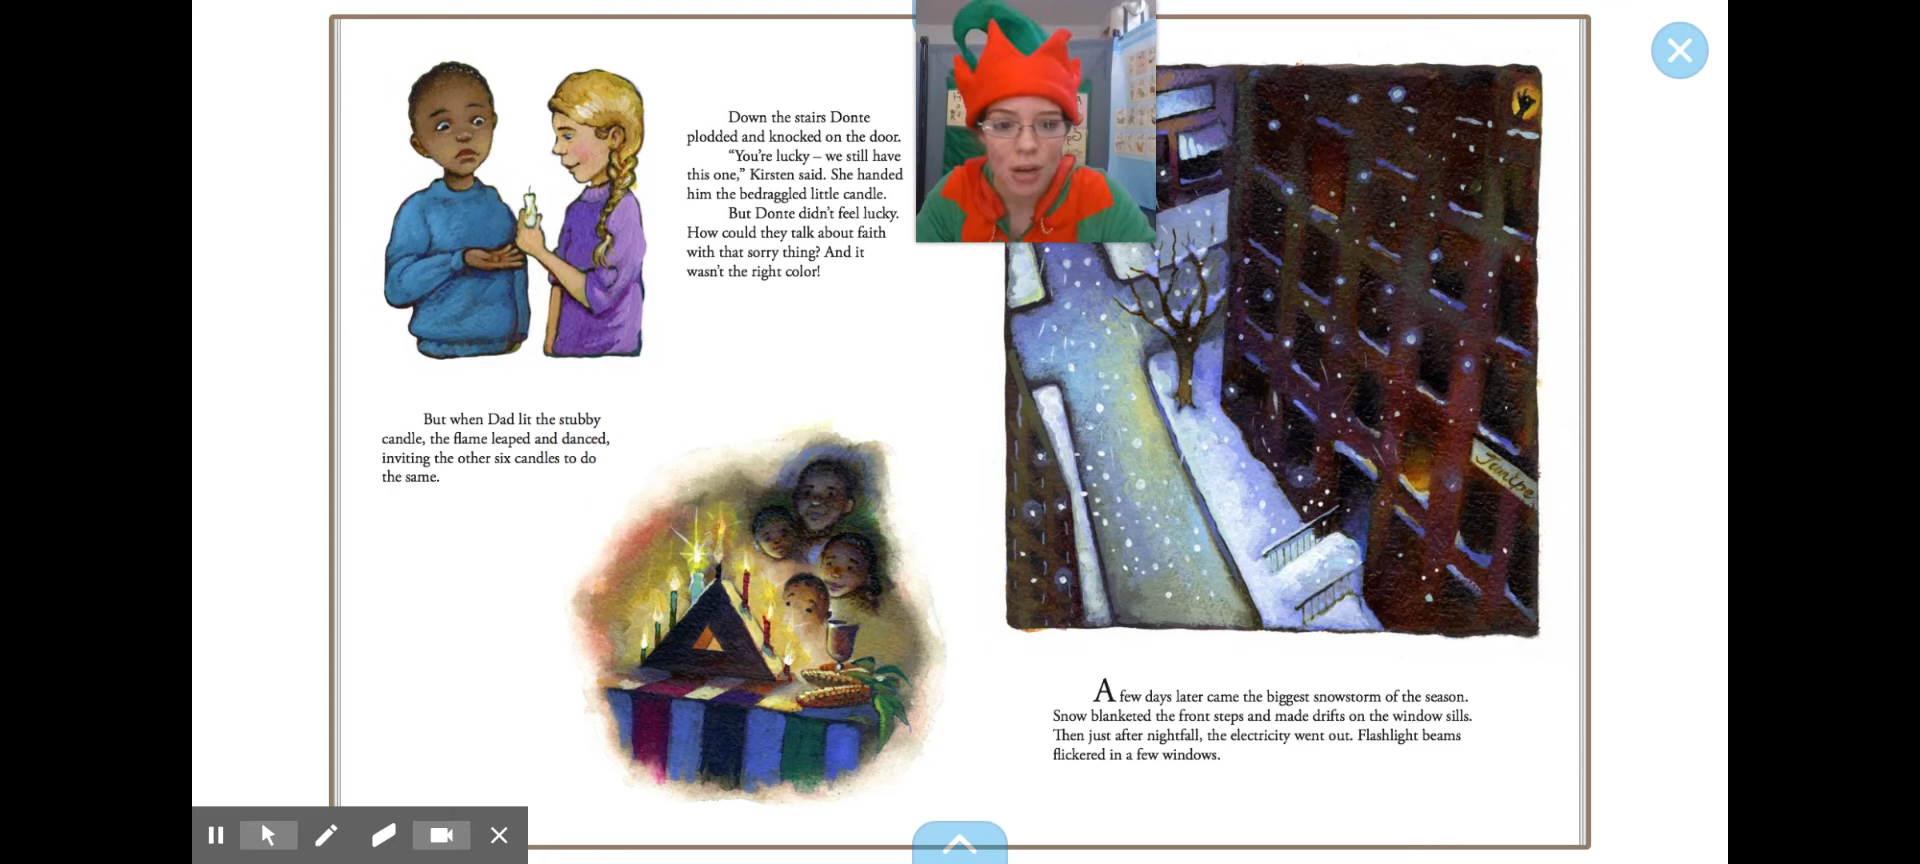 Down the stairs Donte
plodded and knocked on the door.
“You’re lucky – we still have
this one,” Kirsten said. She handed
him the bedraggled little candle.
But Donte didn’t feel lucky.
How could they talk about faith
with that sorry thing? And it
wasn’t the right color!
But when Dad lit the stubby
candle, the flame leaped and danced,
inviting the other six candles to do
the same.
Junipe
A few days later came the biggest snowstorm of the season.
Snow blanketed the front steps and made drifts on the window sills.
Then just after nightfall, the electricity went out. Flashlight beams
flickered in a few windows.